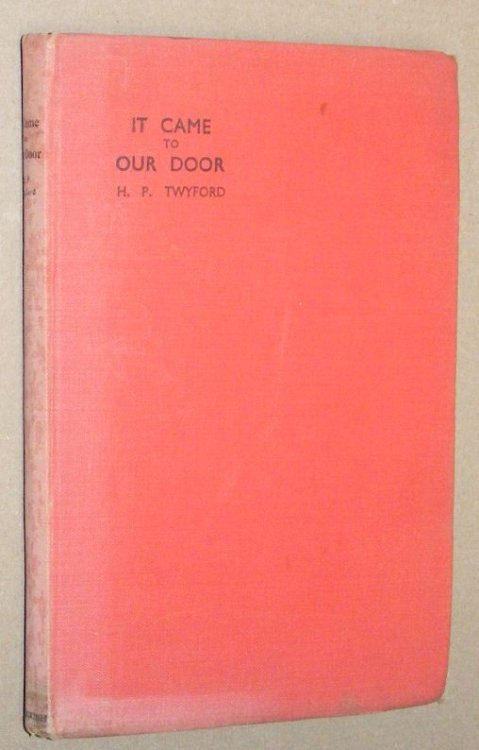 IT CAME
TO
OUR DOOR
H. P. TWYFORD